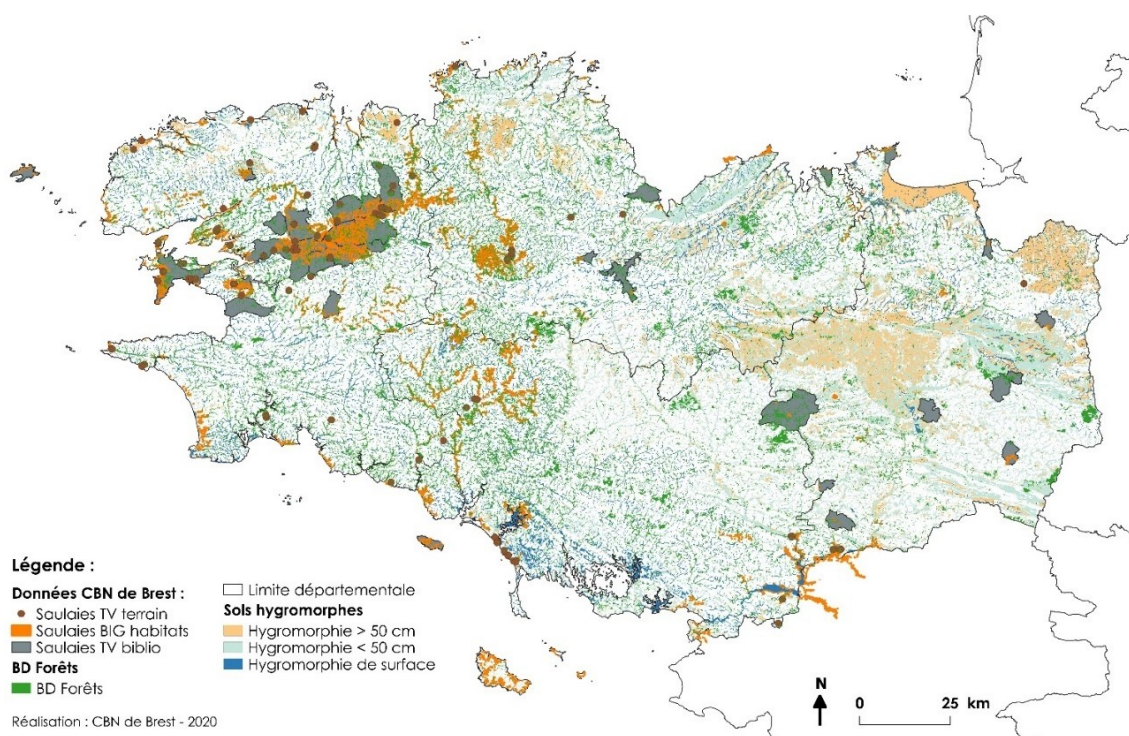 Légende :
Données CBN de Brest :
Saulaies TV terrain
Saulaies BIG habitats
Saulaies TV biblio
BD Forêts
BD Forêts
Réalisation : CBN de Brest - 2020
Limite départementale
Sols hygromorphes
Hygromorphie > 50 cm
Hygromorphie < 50 cm
Hygromorphie de surface
N
0 25 km